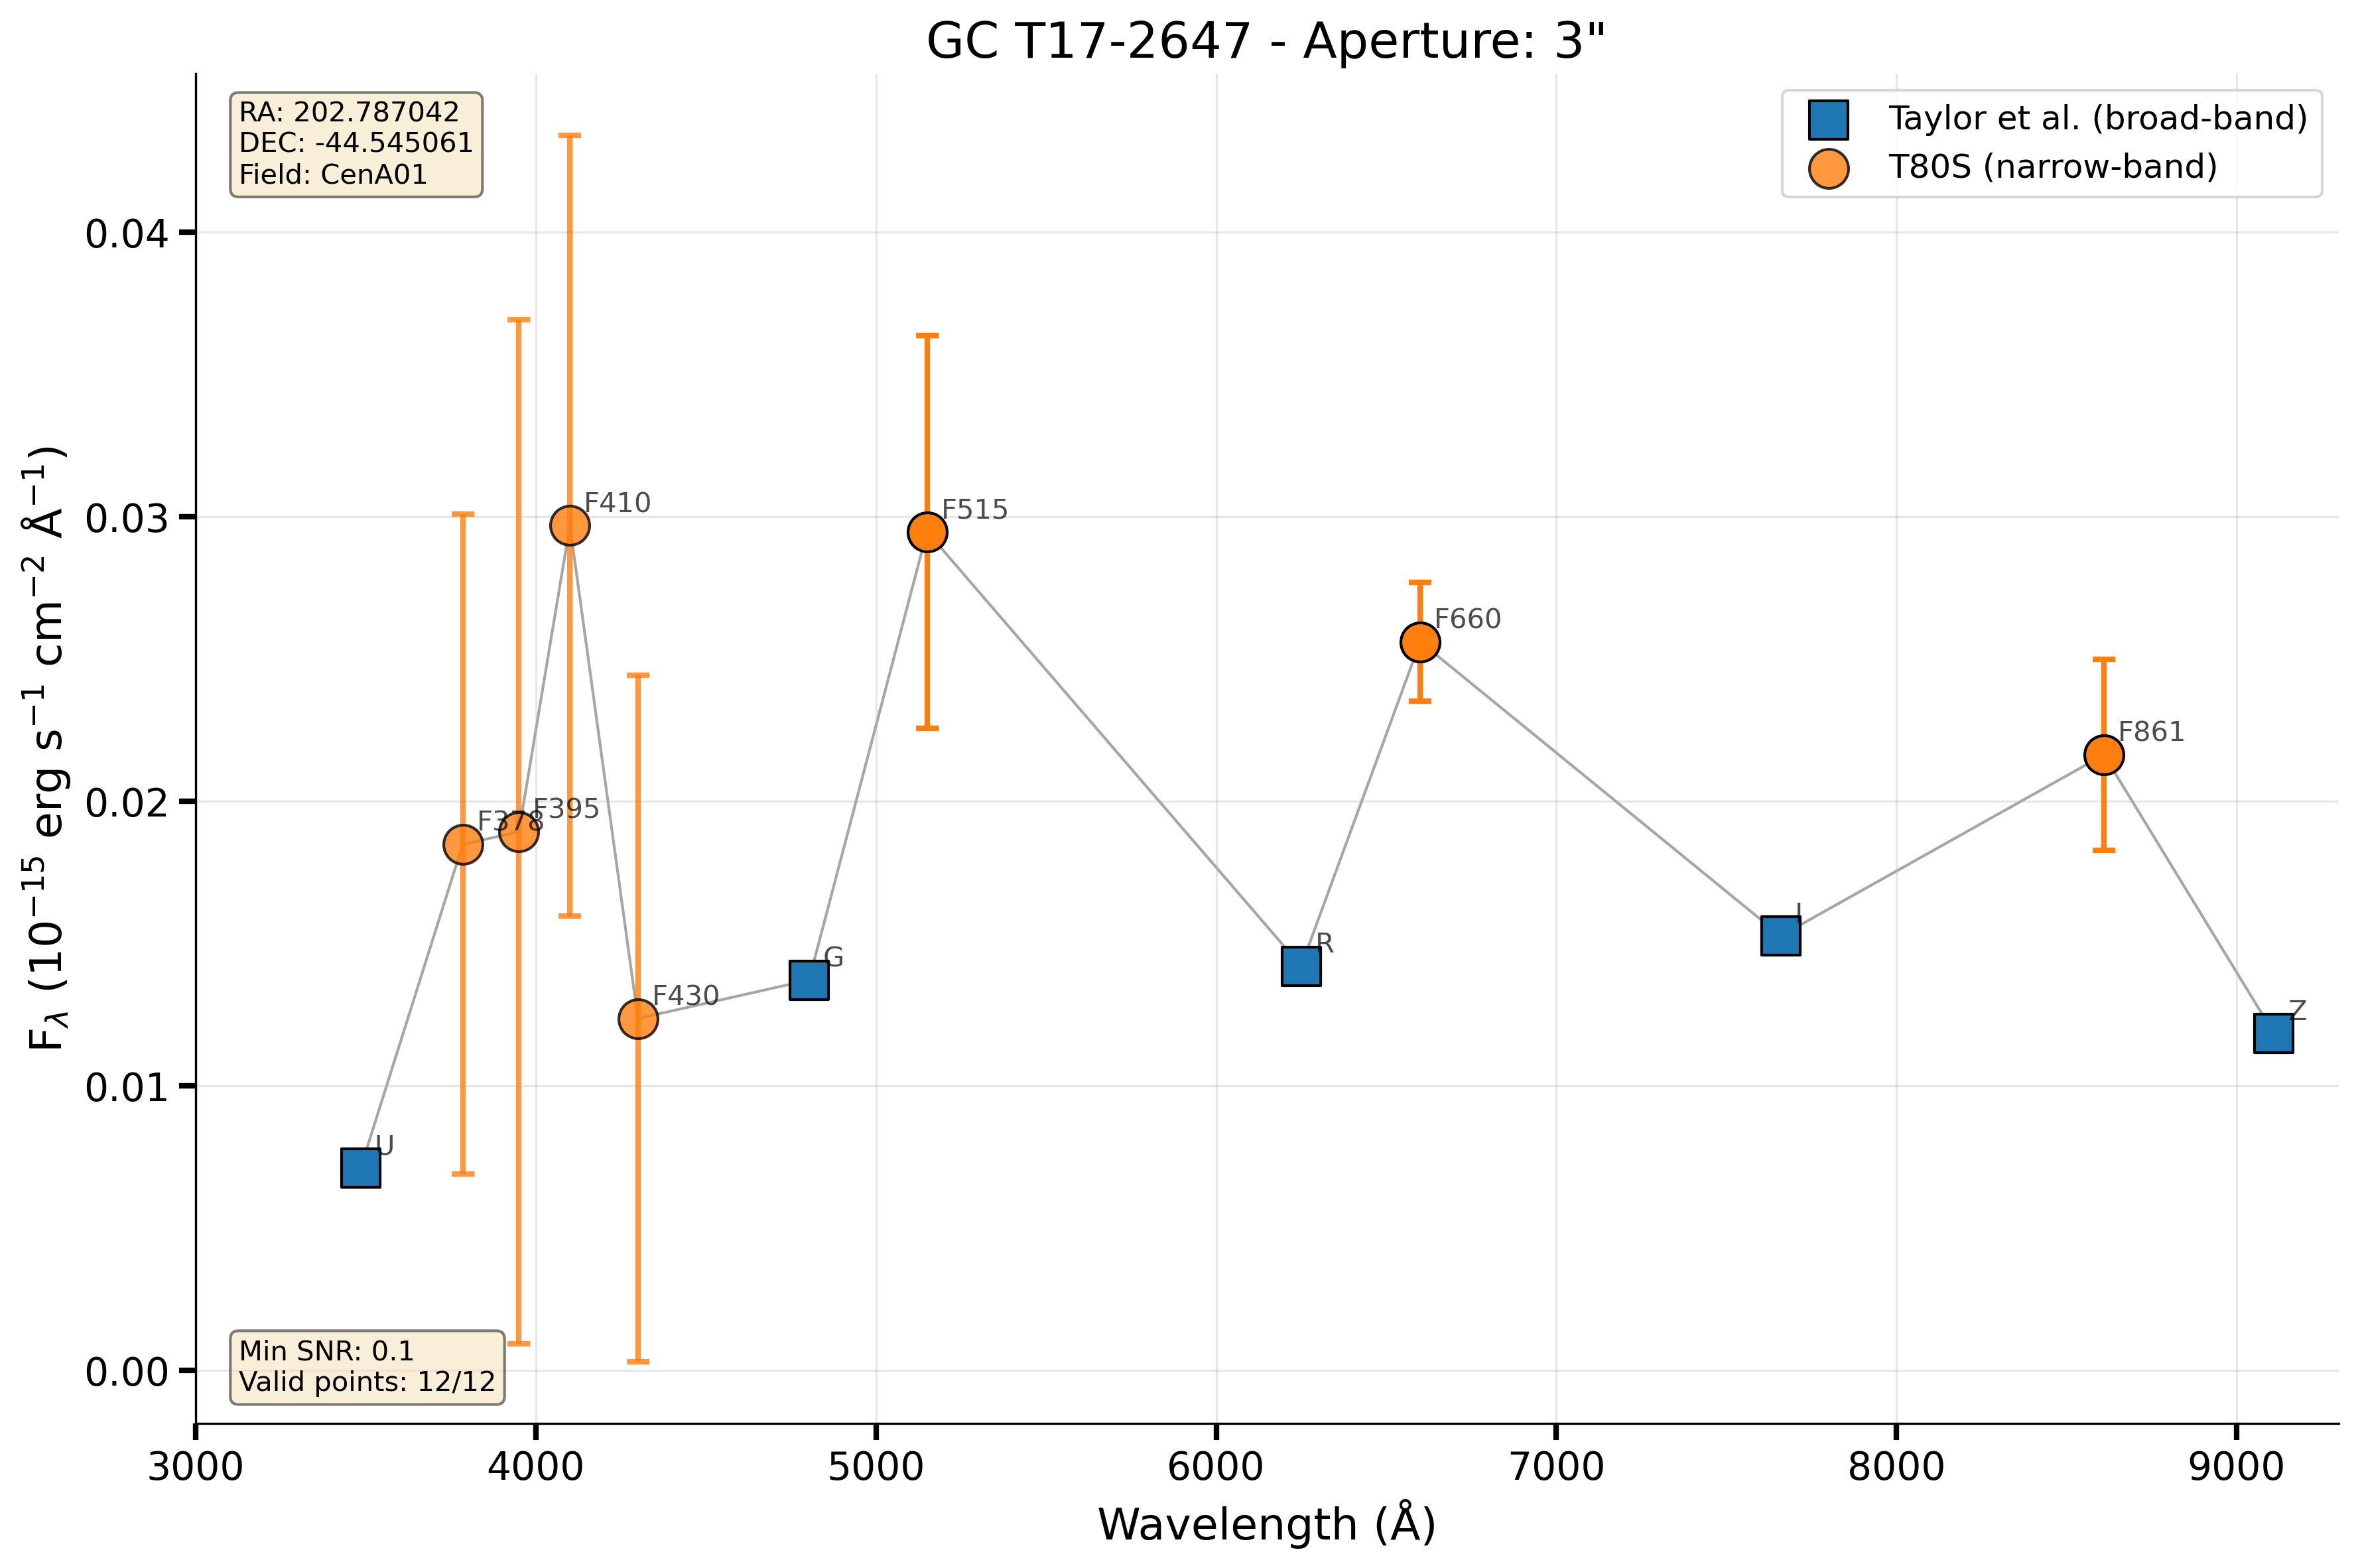 GC T17-2647 - Aperture: 3"
RA: 202.787042
DEC: -44.545061
Field: CenA01
Taylor et al. (broad-band)
T80S (narrow-band)
0.04
0.03
0.02
0.01
0.00
F_λ (10⁻¹⁵ erg s⁻¹ cm⁻² Å⁻¹)
U
F378
F395
F410
F430
G
F515
R
F660
I
F861
Z
Min SNR: 0.1
Valid points: 12/12
3000 4000 5000 6000 7000 8000 9000
Wavelength (Å)